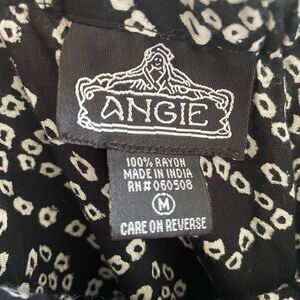 ANGIE
100% RAYON
MADE IN INDIA
RN# 060508
M
CARE ON REVERSE